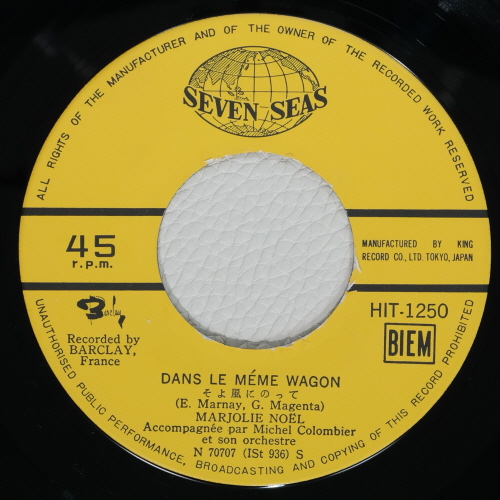 ALL RIGHTS OF THE MANUFACTURER AND OF THE OWNER OF THE RECORDED WORK RESERVED
SEVEN SEAS
45
r.p.m.
MANUFACTURED BY KING
RECORD CO., LTD. TOKYO, JAPAN
Barclay
Recorded by
BARCLAY,
France
HIT-1250
BIEM
DANS LE MÉME WAGON
そよ風にのって
(E. Marnay, G. Magenta)
MARJOLIE NOËL
Accompagnée par Michel Colombier
et son orchestre
N 70707 (ISt 936) S
UNAUTHORISED PUBLIC PERFORMANCE, BROADCASTING AND COPYING OF THIS RECORD PROHIBITED